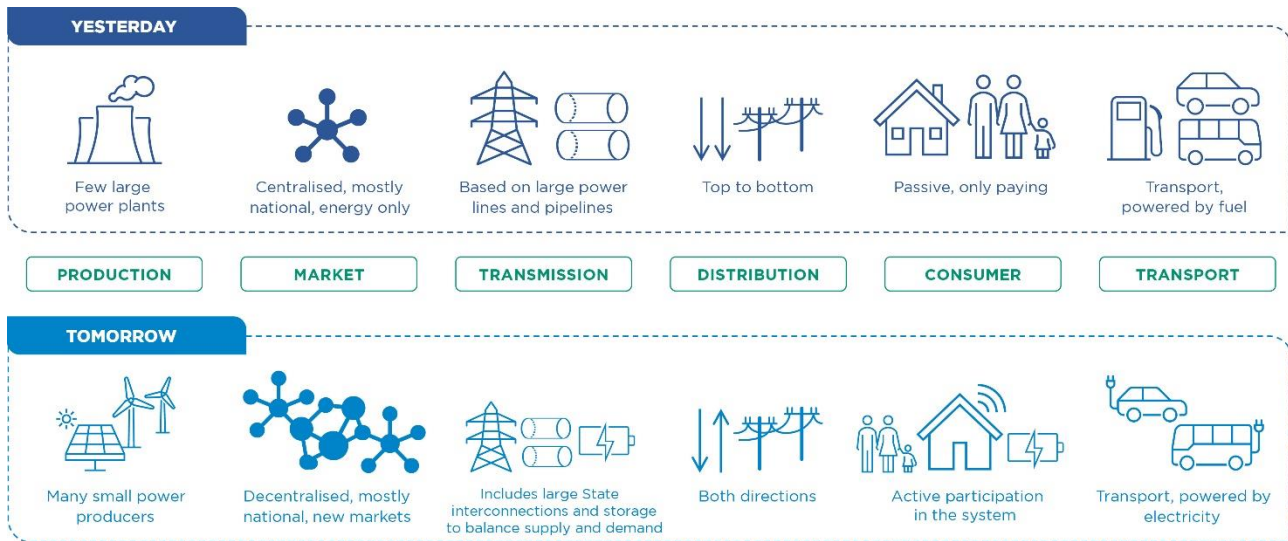 YESTERDAY
Few large
power plants
Centralised, mostly
national, energy only
Based on large power
lines and pipelines
Top to bottom
Passive, only paying
Transport,
powered by fuel
PRODUCTION
MARKET
TRANSMISSION
DISTRIBUTION
CONSUMER
TRANSPORT
TOMORROW
Many small power
producers
Decentralised, mostly
national, new markets
Includes large State
interconnections and storage
to balance supply and demand
Both directions
Active participation
in the system
Transport, powered by
electricity